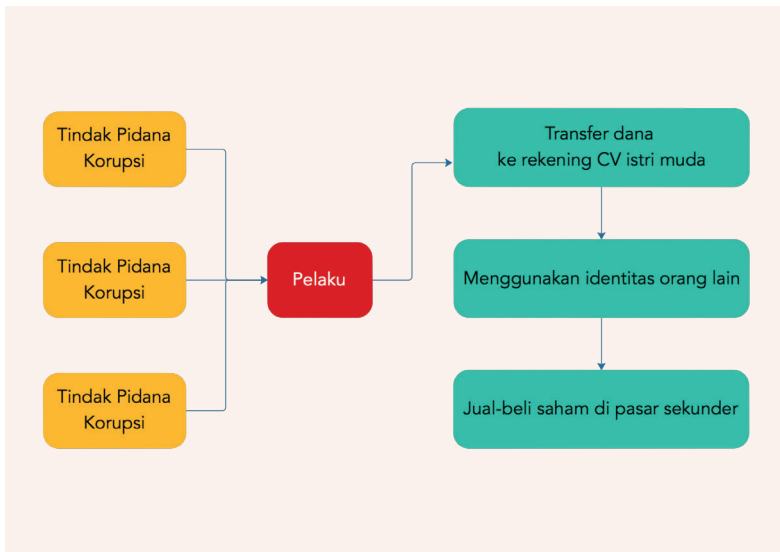 Tindak Pidana
Korupsi
Tindak Pidana
Korupsi
Tindak Pidana
Korupsi
Pelaku
Transfer dana
ke rekening CV istri muda
Menggunakan identitas orang lain
Jual-beli saham di pasar sekunder